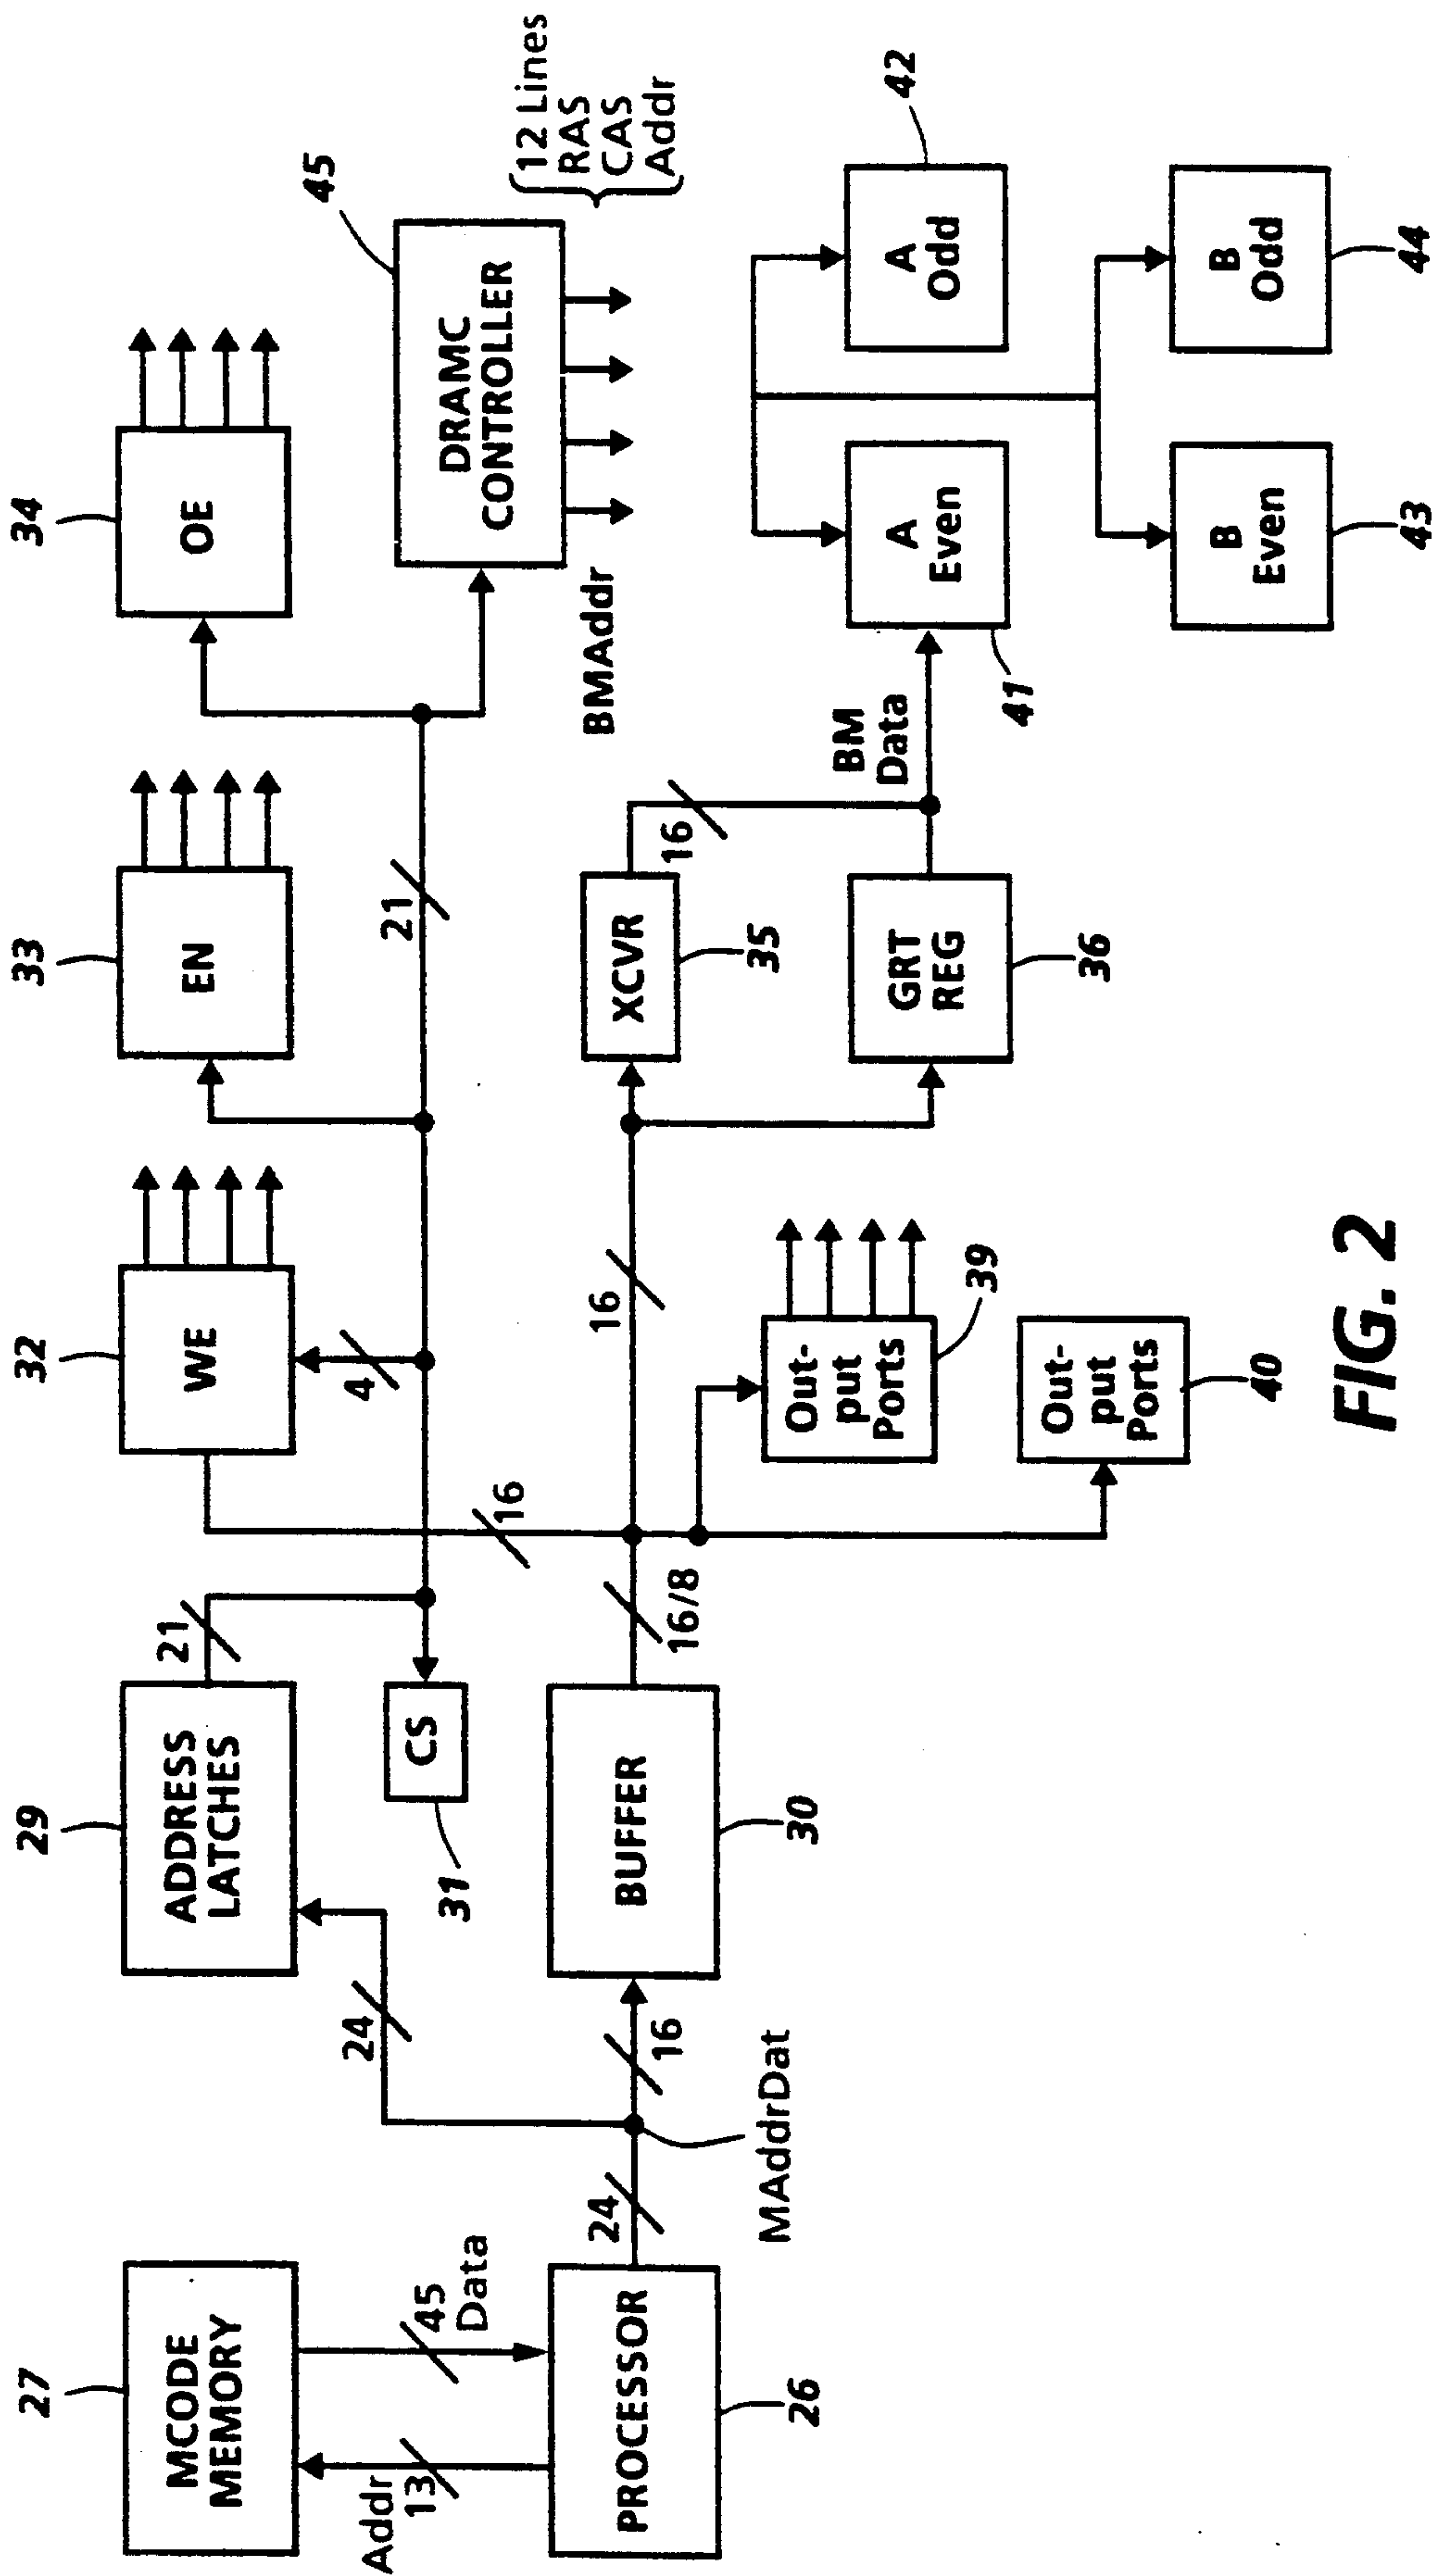 27
MCODE
MEMORY
Addr
13
45
Data
PROCESSOR
26
24
MAddrDat
24
16
29
ADDRESS
LATCHES
21
CS
31
BUFFER
30
16/8
16
32
WE
4
16
Out-
put
Ports
39
Out-
put
Ports
40
33
EN
21
XCVR
35
16
GRT
REG
36
BM
Data
34
OE
45
DRAMC
CONTROLLER
BMAddr
12 Lines
RAS
CAS
Addr
A
Even
41
A
Odd
42
B
Even
43
B
Odd
44
FIG. 2